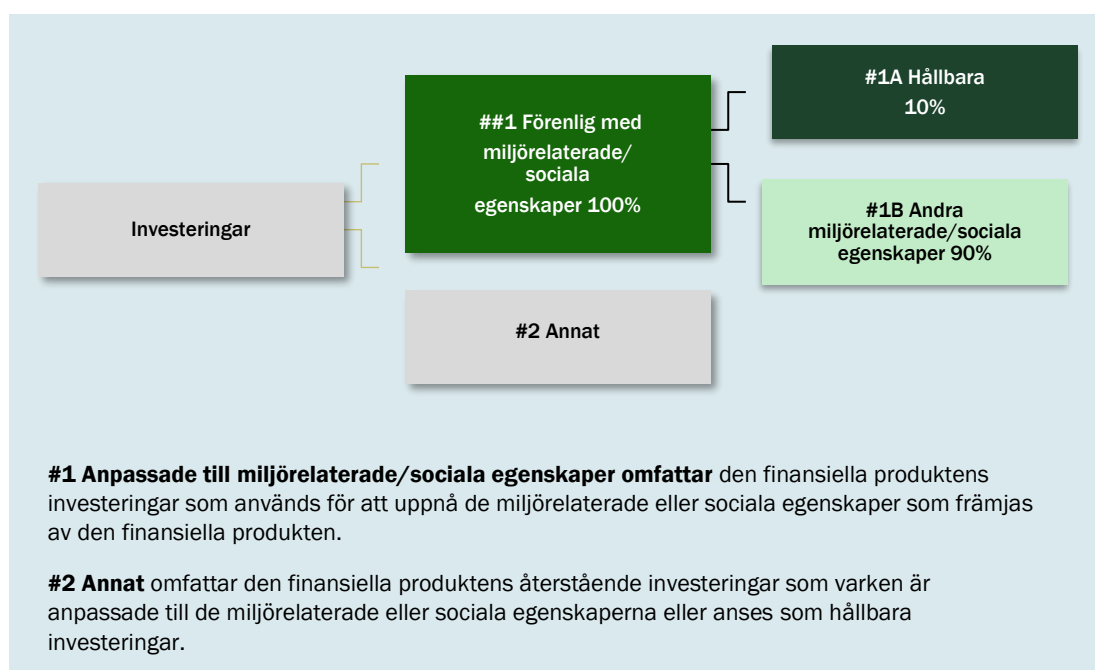 #1A Hållbara
10%
##1 Förenlig med
miljörelaterade/
sociala
egenskaper 100%
Investeringar
#1B Andra
miljörelaterade/sociala
egenskaper 90%
#2 Annat
#1 Anpassade till miljörelaterade/sociala egenskaper omfattar den finansiella produktens
investeringar som används för att uppnå de miljörelaterade eller sociala egenskaper som främjas
av den finansiella produkten.
#2 Annat omfattar den finansiella produktens återstående investeringar som varken är
anpassade till de miljörelaterade eller sociala egenskaperna eller anses som hållbara
investeringar.